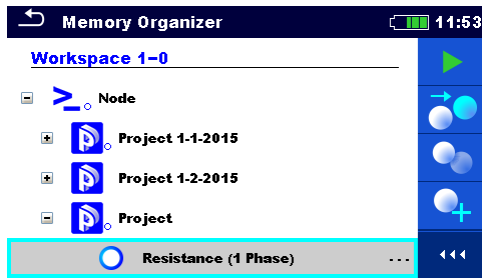 Memory Organizer
11:53
Workspace 1-0
Node
Project 1-1-2015
Project 1-2-2015
Project
Resistance (1 Phase) ...